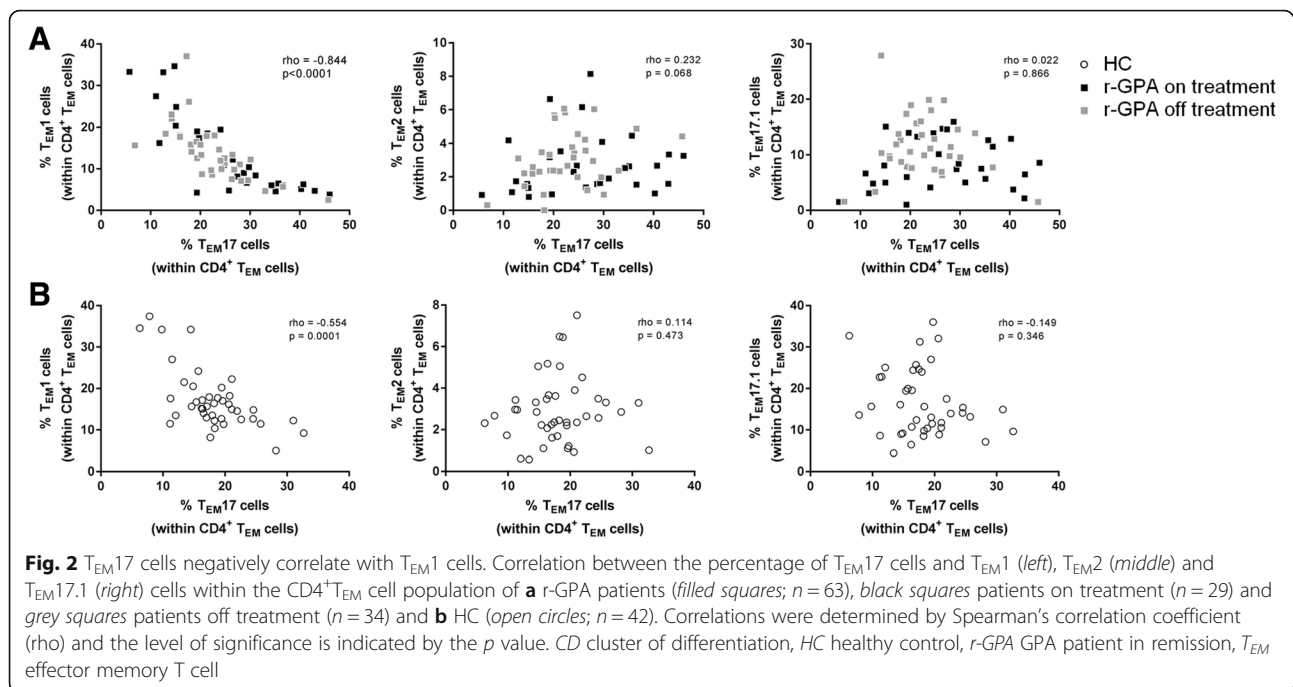 A
% TEM1 cells
(within CD4+ TEM cells)
40
30
20
10
0
0 10 20 30 40 50
rho = -0.844
p<0.0001
% TEM17 cells
(within CD4+ TEM cells)
% TEM2 cells
(within CD4+ TEM cells)
10
8
6
4
2
0
0 10 20 30 40 50
rho = 0.232
p = 0.068
% TEM17 cells
(within CD4+ TEM cells)
% TEM17.1 cells
(within CD4+ TEM cells)
30
20
10
0
0 10 20 30 40 50
rho = 0.022
p = 0.866
% TEM17 cells
(within CD4+ TEM cells)
HC
r-GPA on treatment
r-GPA off treatment
B
% TEM1 cells
(within CD4+ TEM cells)
40
30
20
10
0
0 10 20 30 40
rho = -0.554
p = 0.0001
% TEM17 cells
(within CD4+ TEM cells)
% TEM2 cells
(within CD4+ TEM cells)
8
6
4
2
0
0 10 20 30 40
rho = 0.114
p = 0.473
% TEM17 cells
(within CD4+ TEM cells)
% TEM17.1 cells
(within CD4+ TEM cells)
40
30
20
10
0
0 10 20 30 40
rho = -0.149
p = 0.346
% TEM17 cells
(within CD4+ TEM cells)
Fig. 2 TEM17 cells negatively correlate with TEM1 cells. Correlation between the percentage of TEM17 cells and TEM1 (left), TEM2 (middle) and
TEM17.1 (right) cells within the CD4+TEM cell population of a r-GPA patients (filled squares; n = 63), black squares patients on treatment (n = 29) and
grey squares patients off treatment (n = 34) and b HC (open circles; n = 42). Correlations were determined by Spearman's correlation coefficient
(rho) and the level of significance is indicated by the p value. CD cluster of differentiation, HC healthy control, r-GPA GPA patient in remission, TEM
effector memory T cell